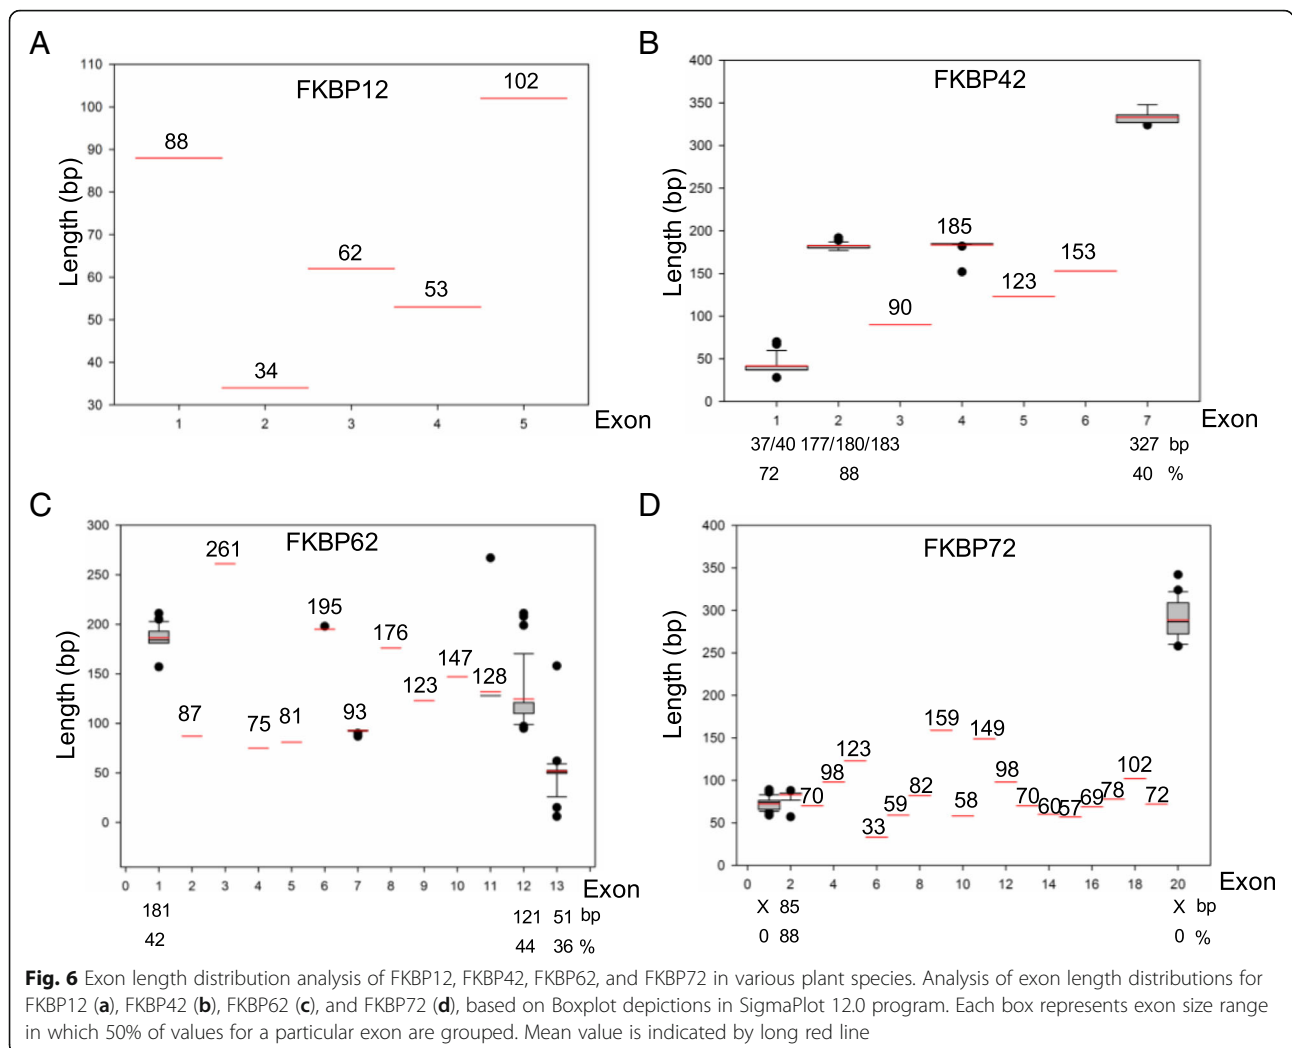 A
FKBP12
Length (bp)
110
100
90
80
70
60
50
40
30
88
34
62
53
102
1 2 3 4 5 Exon
B
FKBP42
Length (bp)
400
350
300
250
200
150
100
50
0
185
90
123
153
1 2 3 4 5 6 7 Exon
37/40 177/180/183 327 bp
72 88 40 %
C
FKBP62
Length (bp)
300
250
200
150
100
50
0
261
195
176
147
128
123
93
87
75
81
0 1 2 3 4 5 6 7 8 9 10 11 12 13 Exon
181 121 51 bp
42 44 36 %
D
FKBP72
Length (bp)
400
350
300
250
200
150
100
50
0
70
98
123
33
59
82
159
58
149
98
70
60
57
69
78
102
72
0 2 4 6 8 10 12 14 16 18 20 Exon
X 85 X bp
0 88 0 %
Fig. 6 Exon length distribution analysis of FKBP12, FKBP42, FKBP62, and FKBP72 in various plant species. Analysis of exon length distributions for
FKBP12 (a), FKBP42 (b), FKBP62 (c), and FKBP72 (d), based on Boxplot depictions in SigmaPlot 12.0 program. Each box represents exon size range
in which 50% of values for a particular exon are grouped. Mean value is indicated by long red line